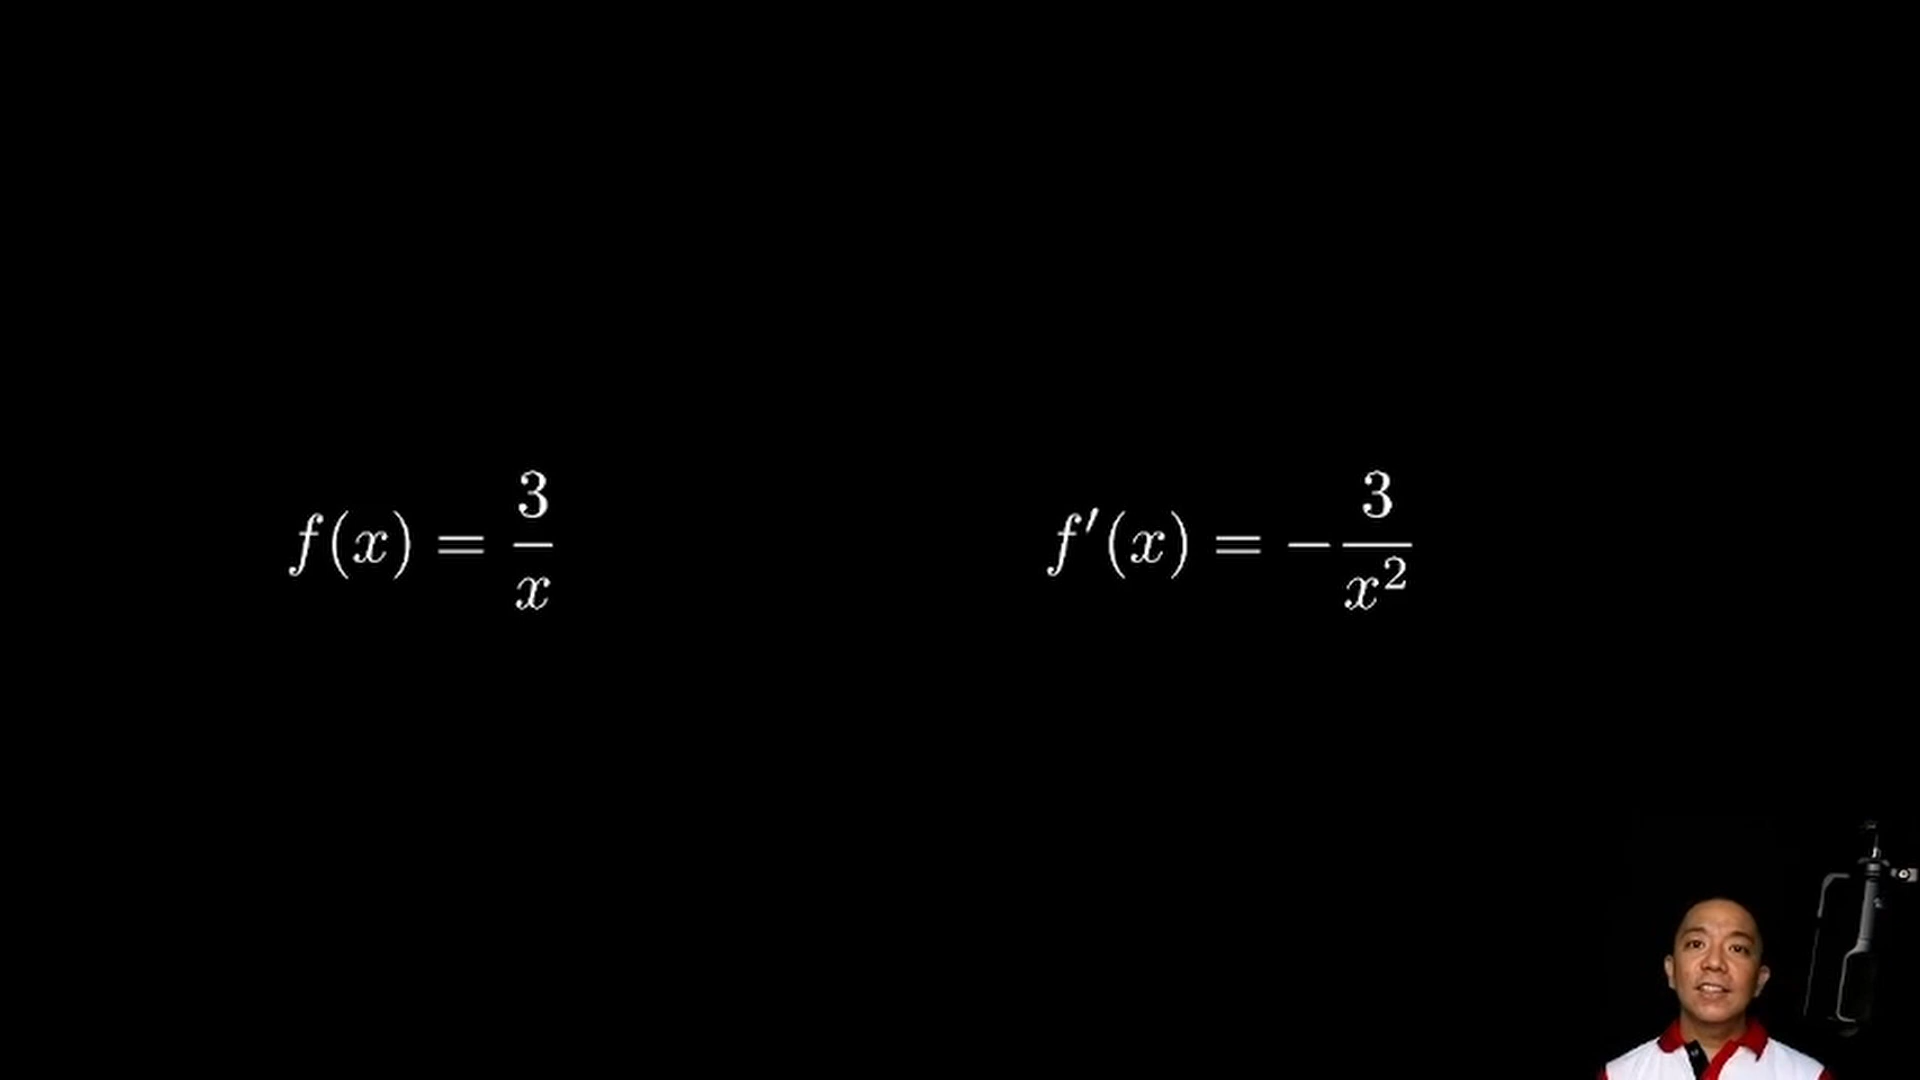 f(x) = 3/x
f′(x) = −3/x²